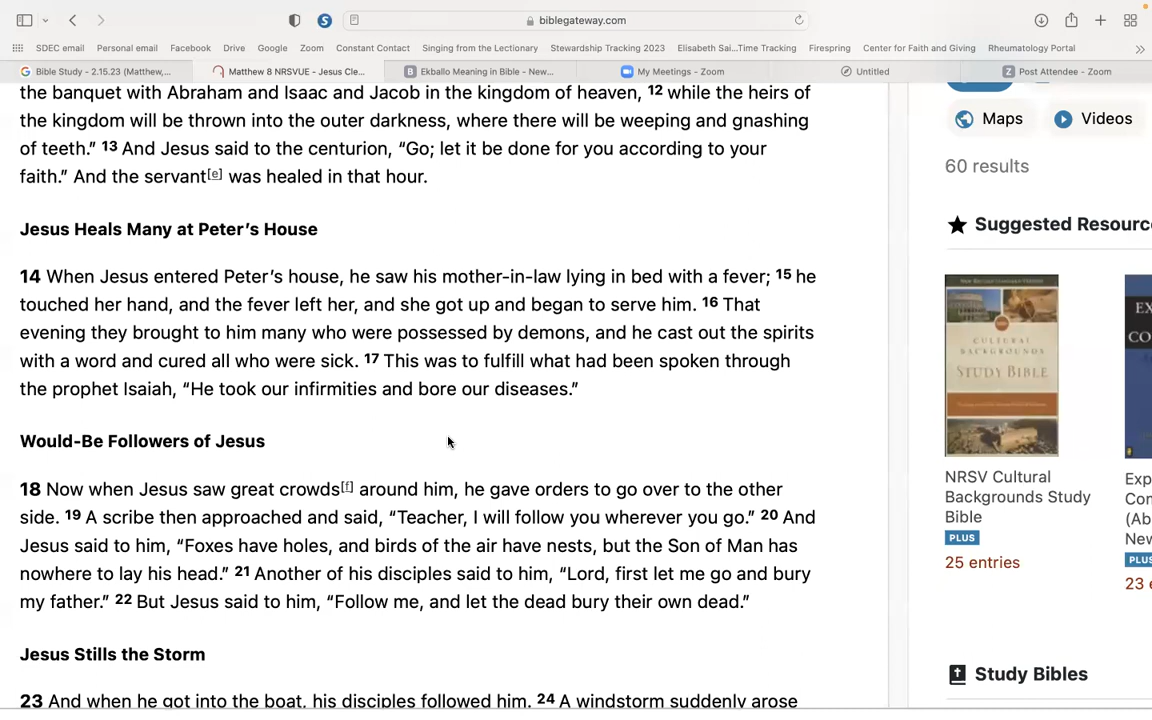 biblegateway.com
SDEC email Personal email Facebook Drive Google Zoom Constant Contact Singing from the Lectionary Stewardship Tracking 2023 Elisabeth Sai...Time Tracking Firespring Center for Faith and Giving Rheumatology Portal
Bible Study - 2.15.23 (Matthew,... Matthew 8 NRSVUE - Jesus Cle... Ekballo Meaning in Bible - New... My Meetings - Zoom Untitled Post Attendee - Zoom
the banquet with Abraham and Isaac and Jacob in the kingdom of heaven, 12 while the heirs of
the kingdom will be thrown into the outer darkness, where there will be weeping and gnashing
of teeth.” 13 And Jesus said to the centurion, “Go; let it be done for you according to your
faith.” And the servant[e] was healed in that hour.
Jesus Heals Many at Peter’s House
14 When Jesus entered Peter’s house, he saw his mother-in-law lying in bed with a fever; 15 he
touched her hand, and the fever left her, and she got up and began to serve him. 16 That
evening they brought to him many who were possessed by demons, and he cast out the spirits
with a word and cured all who were sick. 17 This was to fulfill what had been spoken through
the prophet Isaiah, “He took our infirmities and bore our diseases.”
Would-Be Followers of Jesus
18 Now when Jesus saw great crowds[f] around him, he gave orders to go over to the other
side. 19 A scribe then approached and said, “Teacher, I will follow you wherever you go.” 20 And
Jesus said to him, “Foxes have holes, and birds of the air have nests, but the Son of Man has
nowhere to lay his head.” 21 Another of his disciples said to him, “Lord, first let me go and bury
my father.” 22 But Jesus said to him, “Follow me, and let the dead bury their own dead.”
Jesus Stills the Storm
23 And when he got into the boat, his disciples followed him. 24 A windstorm suddenly arose
Maps Videos
60 results
Suggested Resourc
CULTURAL
BACKGROUNDS
STUDY BIBLE
NRSV Cultural
Backgrounds Study
Bible
PLUS
25 entries
EX
CO
Exp
Con
(Ab
New
PLUS
23 e
Study Bibles